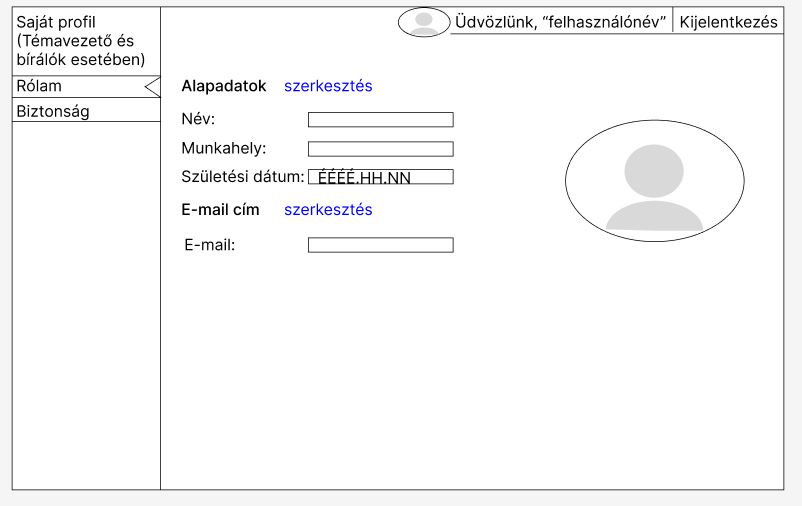 Saját profil
(Témavezető és
bírálók esetében)
Rólam
Biztonság
Üdvözlünk, “felhasználónév”
Kijelentkezés
Alapadatok szerkesztés
Név:
Munkahely:
Születési dátum: ÉÉÉÉ.HH.NN
E-mail cím szerkesztés
E-mail: